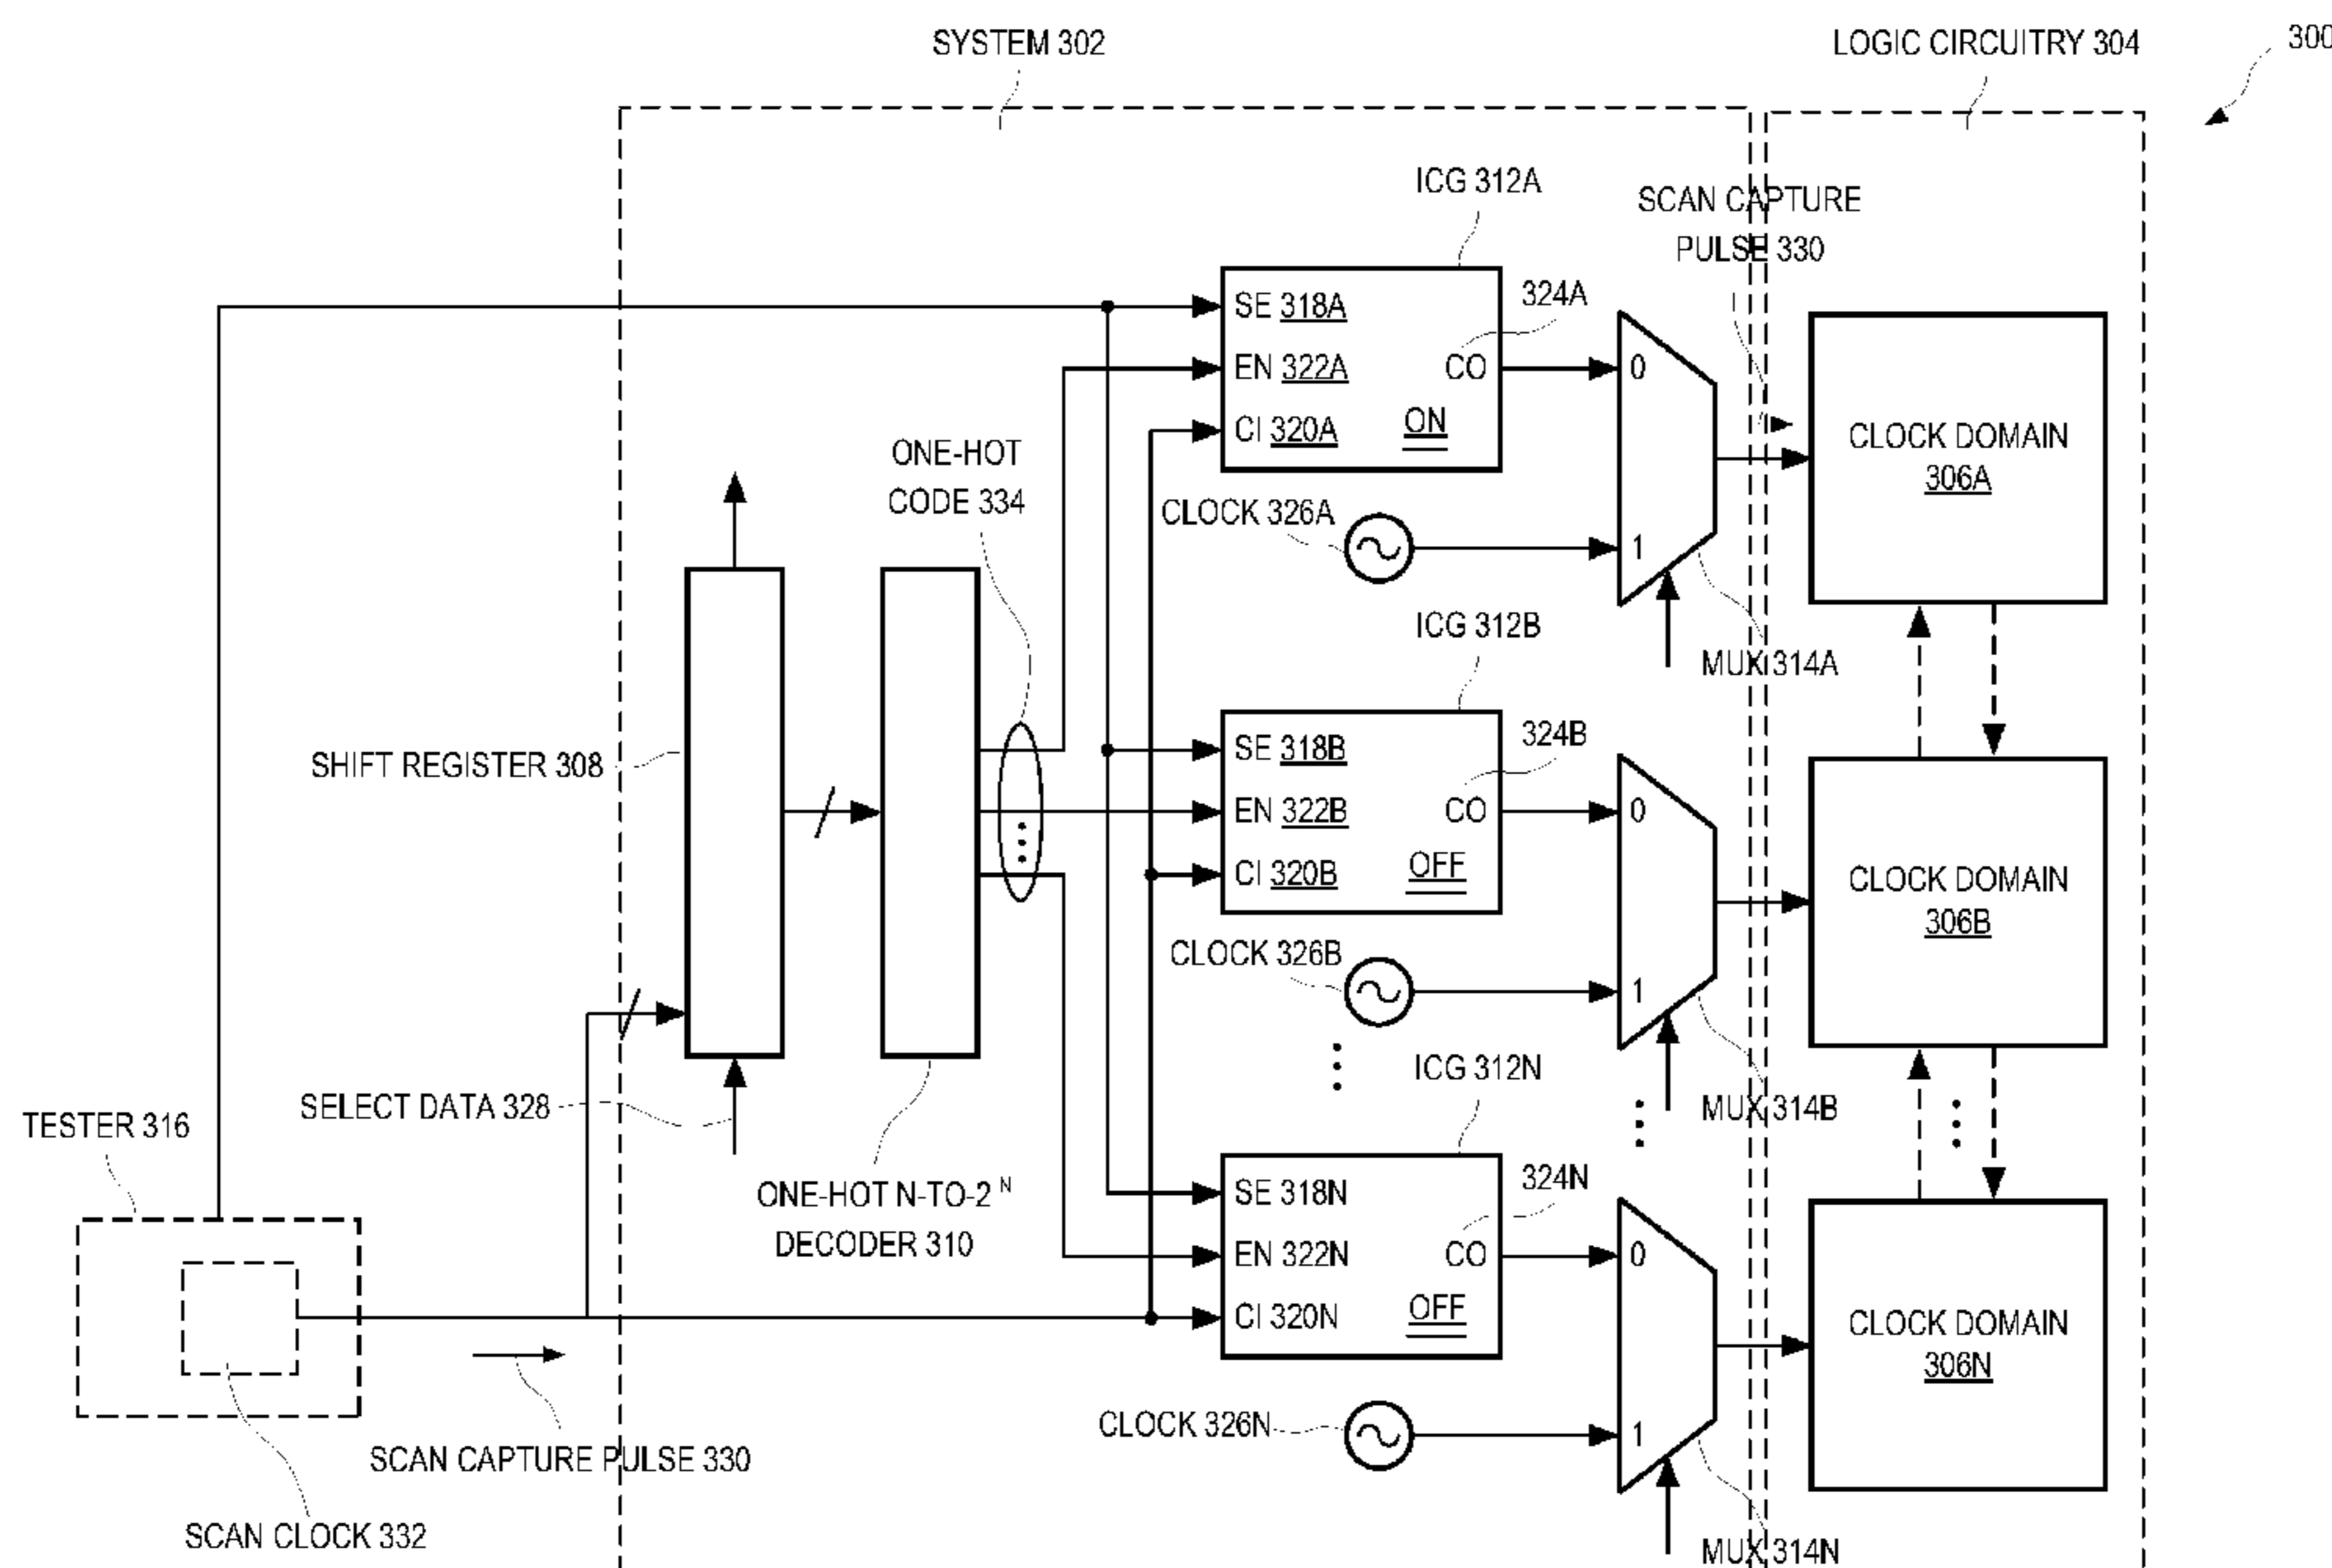 SYSTEM 302
LOGIC CIRCUITRY 304
300
ICG 312A
SCAN CAPTURE
PULSE 330
SE 318A
324A
EN 322A
CO
0
CI 320A
ON
CLOCK DOMAIN
306A
ONE-HOT
CODE 334
CLOCK 326A
1
ICG 312B
MUX 314A
SHIFT REGISTER 308
SE 318B
324B
EN 322B
CO
0
CI 320B
OFF
CLOCK DOMAIN
306B
CLOCK 326B
1
ICG 312N
MUX 314B
SELECT DATA 328
TESTER 316
ONE-HOT N-TO-2 N
DECODER 310
SE 318N
324N
EN 322N
CO
0
CI 320N
OFF
CLOCK DOMAIN
306N
CLOCK 326N
1
SCAN CAPTURE PULSE 330
SCAN CLOCK 332
MUX 314N